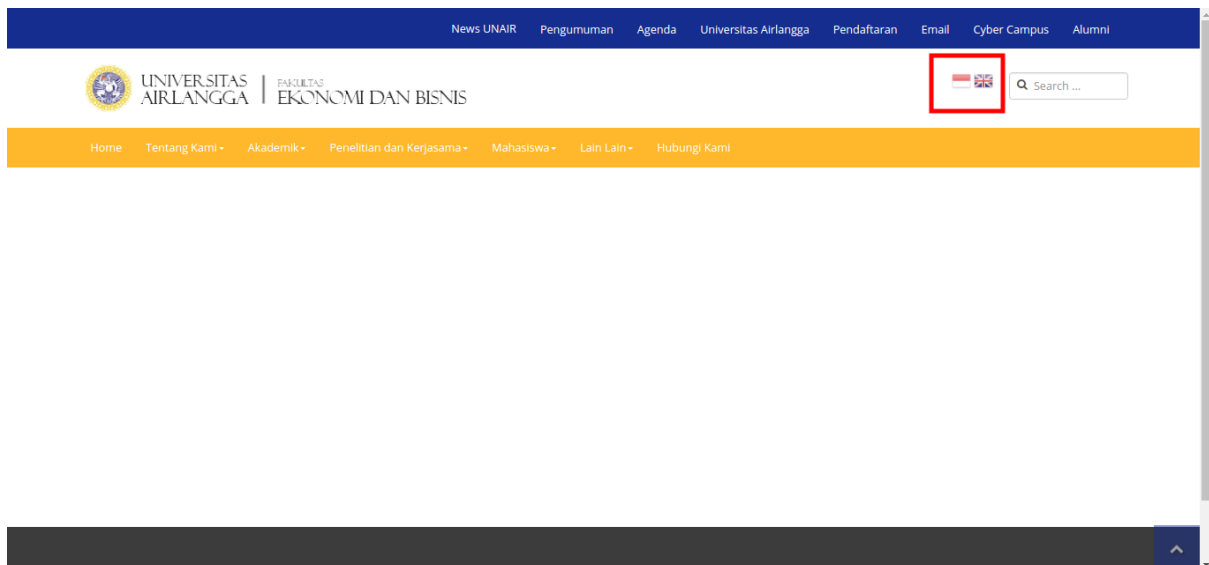 News UNAIR Pengumuman Agenda Universitas Airlangga Pendaftaran Email Cyber Campus Alumni
UNIVERSITAS
AIRLANGGA
FAKULTAS
EKONOMI DAN BISNIS
Search ...
Home Tentang Kami Akademik Penelitian dan Kerjasama Mahasiswa Lain Lain Hubungi Kami